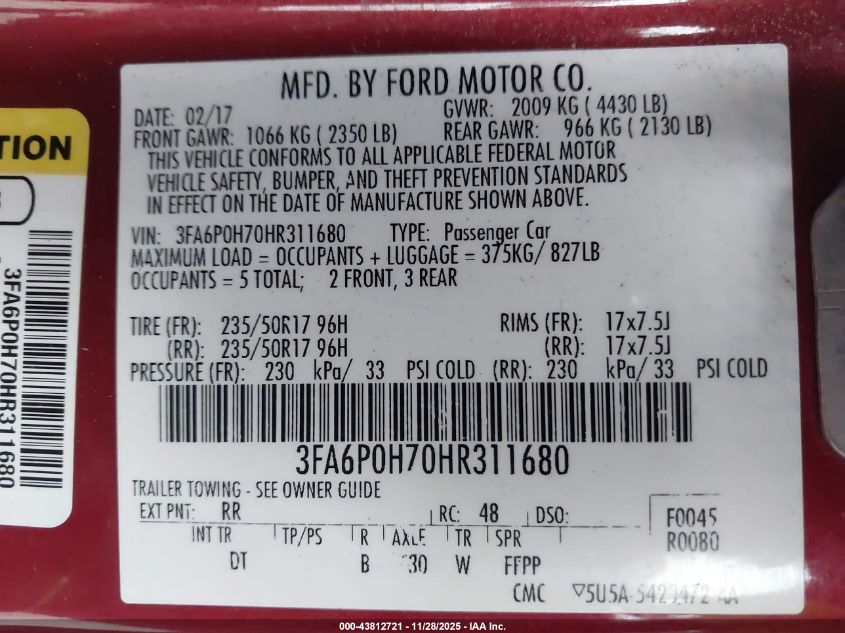 MFD. BY FORD MOTOR CO.
DATE: 02/17
GVWR: 2009 KG ( 4430 LB)
FRONT GAWR: 1066 KG ( 2350 LB)
REAR GAWR: 966 KG ( 2130 LB)
THIS VEHICLE CONFORMS TO ALL APPLICABLE FEDERAL MOTOR
VEHICLE SAFETY, BUMPER, AND THEFT PREVENTION STANDARDS
IN EFFECT ON THE DATE OF MANUFACTURE SHOWN ABOVE.
VIN: 3FA6P0H70HR311680 TYPE: Passenger Car
MAXIMUM LOAD = OCCUPANTS + LUGGAGE = 375KG/ 827LB
OCCUPANTS = 5 TOTAL; 2 FRONT, 3 REAR
TIRE (FR): 235/50R17 96H RIMS (FR): 17x7.5J
(RR): 235/50R17 96H (RR): 17x7.5J
PRESSURE (FR): 230 kPa/ 33 PSI COLD (RR): 230 kPa/ 33 PSI COLD
3FA6P0H70HR311680
TRAILER TOWING - SEE OWNER GUIDE
EXT PNT: RR RC: 48 DSO:
F0045
R0080
INT TR TP/PS R AXLE TR SPR
DT B 30 W FFPP
CMC
TION
3FA6P0H70HR311680
000-43812721 - 11/28/2025 - IAA Inc.